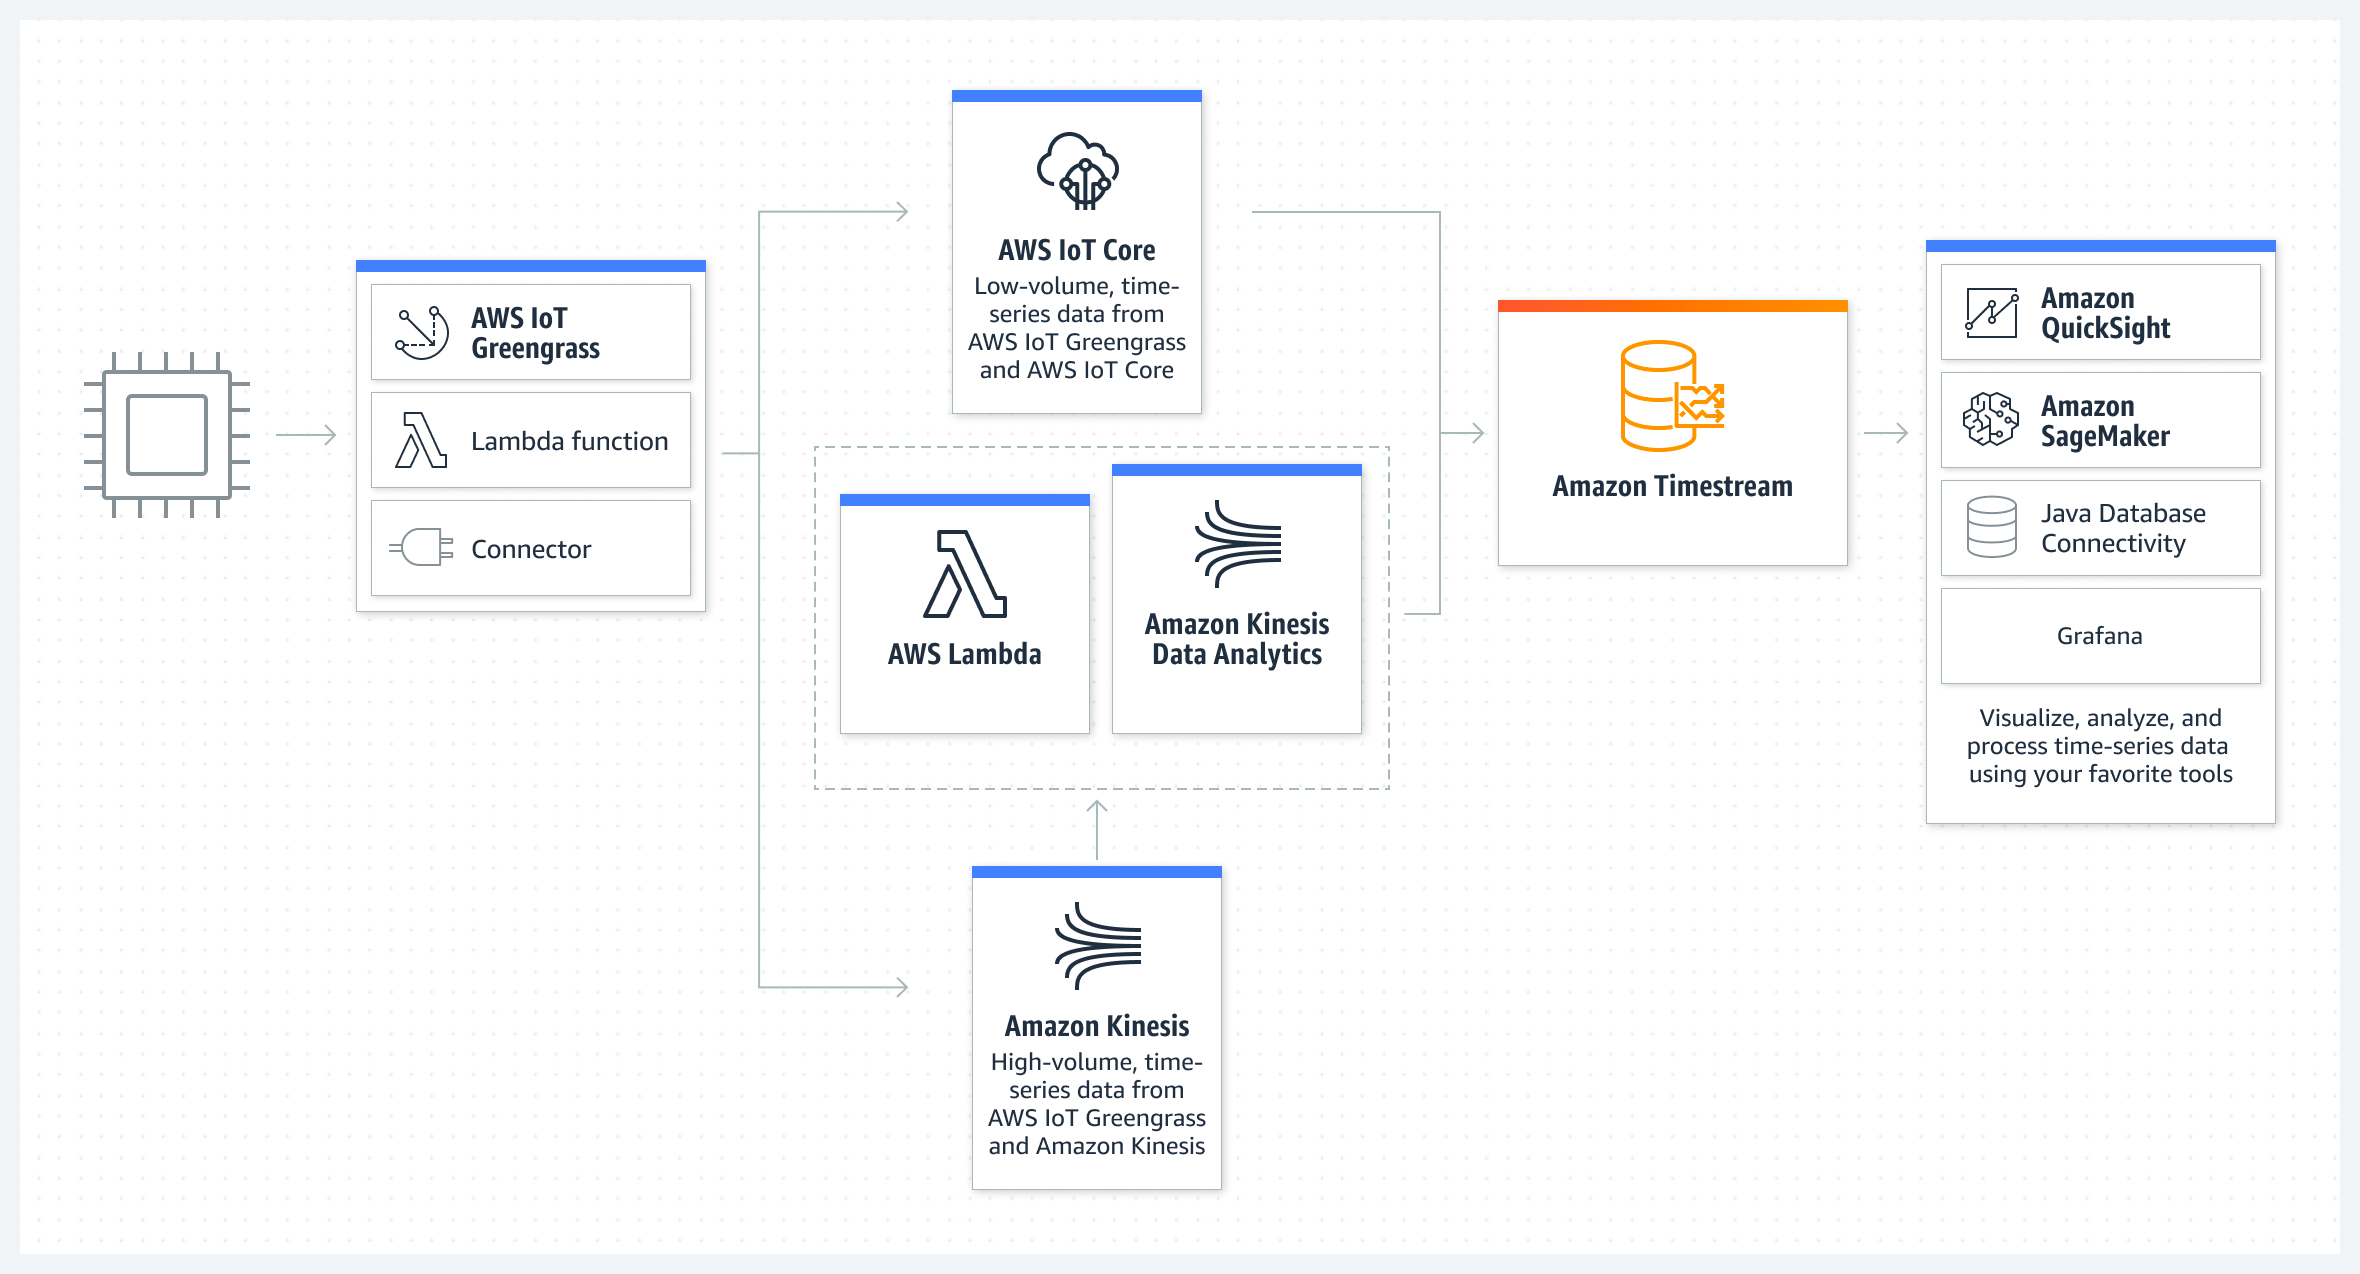 AWS IoT
Greengrass
Lambda function
Connector
AWS IoT Core
Low-volume, time-
series data from
AWS IoT Greengrass
and AWS IoT Core
AWS Lambda
Amazon Kinesis
Data Analytics
Amazon Kinesis
High-volume, time-
series data from
AWS IoT Greengrass
and Amazon Kinesis
Amazon Timestream
Amazon
QuickSight
Amazon
SageMaker
Java Database
Connectivity
Grafana
Visualize, analyze, and
process time-series data
using your favorite tools